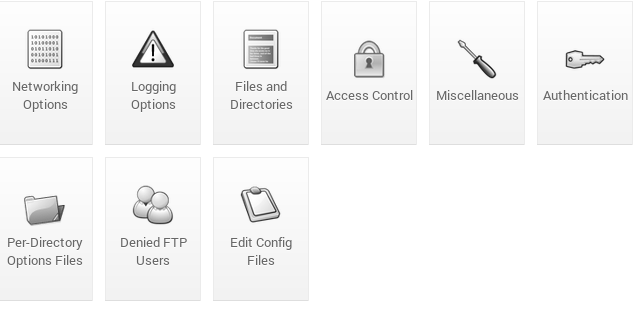 Networking
Options
Logging
Options
Files and
Directories
Access Control
Miscellaneous
Authentication
Per-Directory
Options Files
Denied FTP
Users
Edit Config
Files